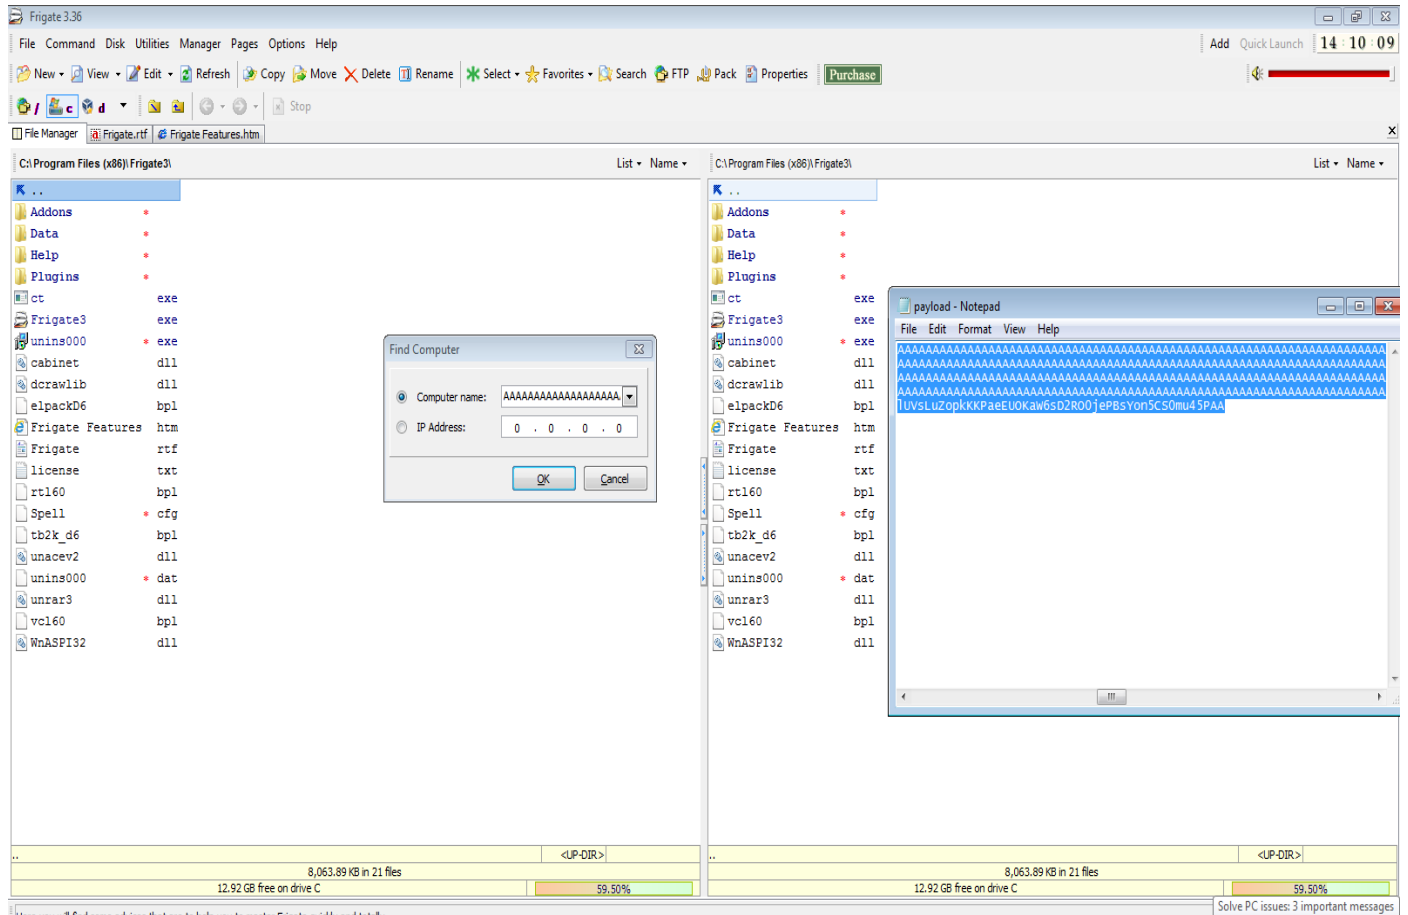 Frigate 3.36
File Command Disk Utilities Manager Pages Options Help
Add Quick Launch 14:10:09
New View Edit Refresh Copy Move Delete Rename Select Favorites Search FTP Pack Properties Purchase
/ c d Stop
File Manager Frigate.rtf Frigate Features.htm
C:\Program Files (x86)\Frigate3\ List Name
..
Addons *
Data *
Help *
Plugins *
ct exe
Frigate3 exe
unins000 * exe
cabinet dll
dcrawlib dll
elpackD6 bpl
Frigate Features htm
Frigate rtf
license txt
rtl60 bpl
Spell * cfg
tb2k_d6 bpl
unacev2 dll
unins000 * dat
unrar3 dll
vcl60 bpl
WnASPI32 dll
.. <UP-DIR>
8,063.89 KB in 21 files
12.92 GB free on drive C 59.50%
Find Computer
Computer name: AAAAAAAAAAAAAAAAAAA
IP Address: 0 . 0 . 0 . 0
OK Cancel
C:\Program Files (x86)\Frigate3\ List Name
..
Addons *
Data *
Help *
Plugins *
ct exe
Frigate3 exe
unins000 * exe
cabinet dll
dcrawlib dll
elpackD6 bpl
Frigate Features htm
Frigate rtf
license txt
rtl60 bpl
Spell * cfg
tb2k_d6 bpl
unacev2 dll
unins000 * dat
unrar3 dll
vcl60 bpl
WnASPI32 dll
.. <UP-DIR>
8,063.89 KB in 21 files
12.92 GB free on drive C 59.50%
payload - Notepad
File Edit Format View Help
Solve PC issues: 3 important messages